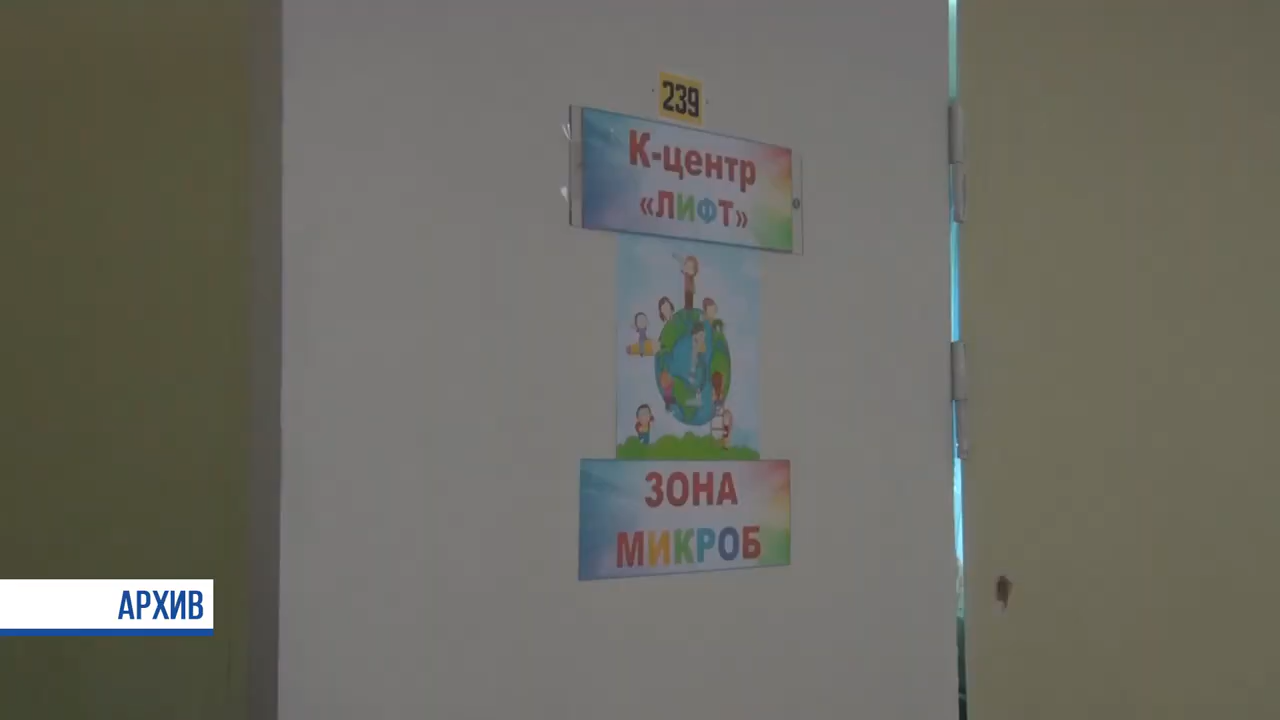 239
К-центр
«ЛИФТ»
ЗОНА
МИКРОБ
АРХИВ